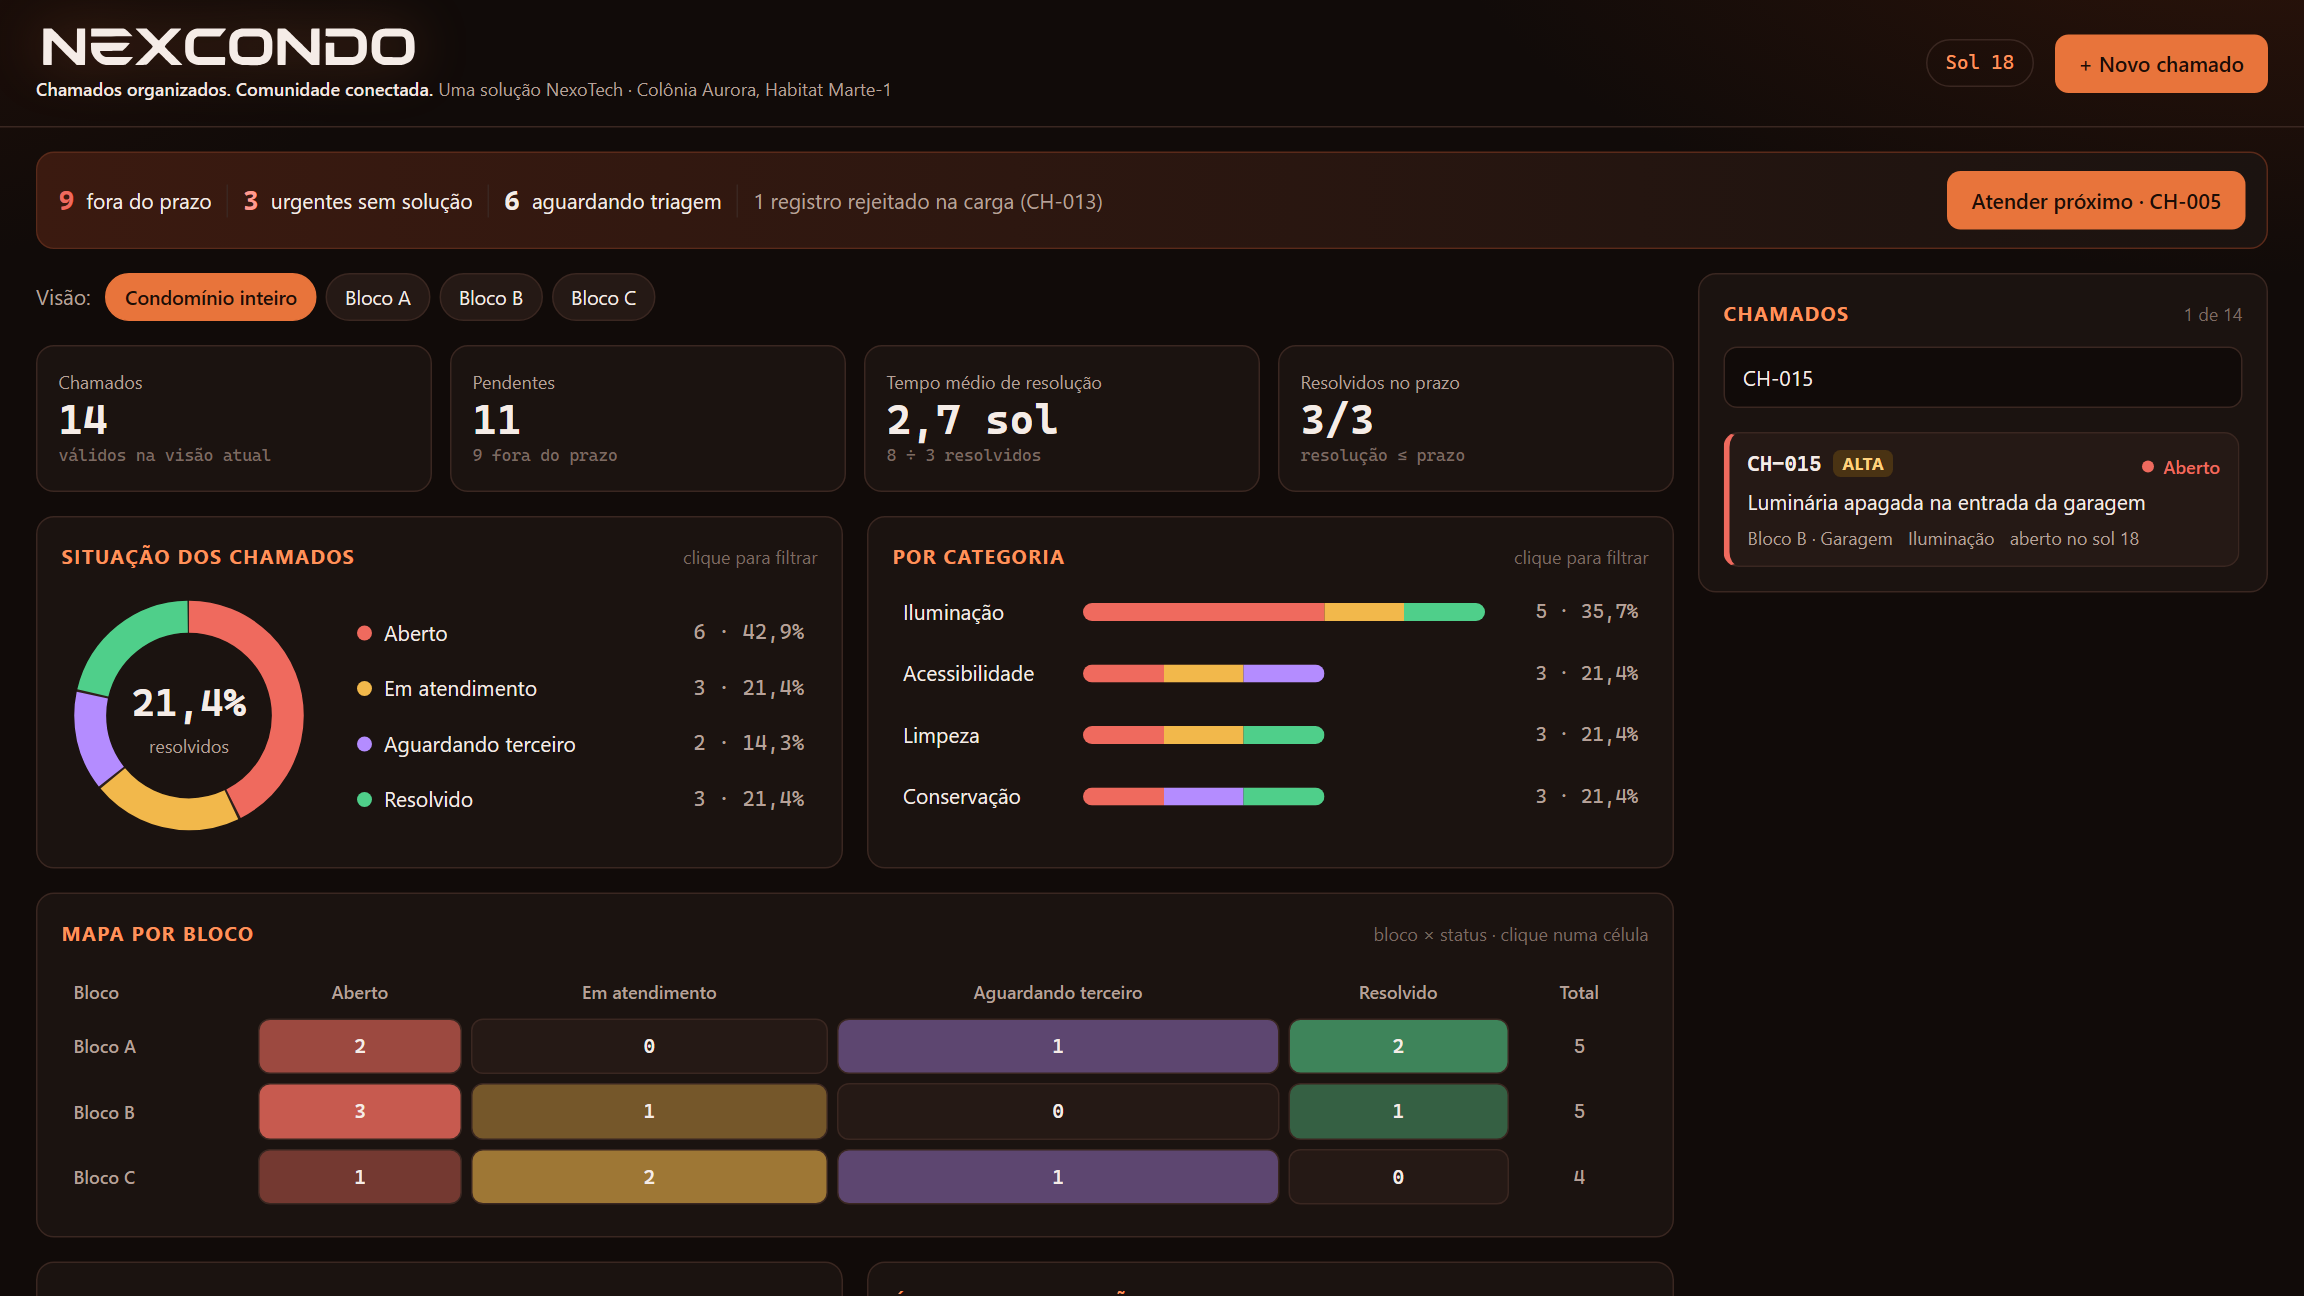 NEXCONDO
Chamados organizados. Comunidade conectada. Uma solução NexoTech · Colônia Aurora, Habitat Marte-1
Sol 18
+ Novo chamado
9 fora do prazo
3 urgentes sem solução
6 aguardando triagem
1 registro rejeitado na carga (CH-013)
Atender próximo · CH-005
Visão:
Condomínio inteiro
Bloco A
Bloco B
Bloco C
Chamados
14
válidos na visão atual
Pendentes
11
9 fora do prazo
Tempo médio de resolução
2,7 sol
8 ÷ 3 resolvidos
Resolvidos no prazo
3/3
resolução ≤ prazo
SITUAÇÃO DOS CHAMADOS
clique para filtrar
21,4%
resolvidos
Aberto 6 · 42,9%
Em atendimento 3 · 21,4%
Aguardando terceiro 2 · 14,3%
Resolvido 3 · 21,4%
POR CATEGORIA
clique para filtrar
Iluminação 5 · 35,7%
Acessibilidade 3 · 21,4%
Limpeza 3 · 21,4%
Conservação 3 · 21,4%
MAPA POR BLOCO
bloco × status · clique numa célula
Bloco Aberto Em atendimento Aguardando terceiro Resolvido Total
Bloco A 2 0 1 2 5
Bloco B 3 1 0 1 5
Bloco C 1 2 1 0 4
CHAMADOS
1 de 14
CH-015
CH-015 ALTA Aberto
Luminária apagada na entrada da garagem
Bloco B · Garagem Iluminação aberto no sol 18